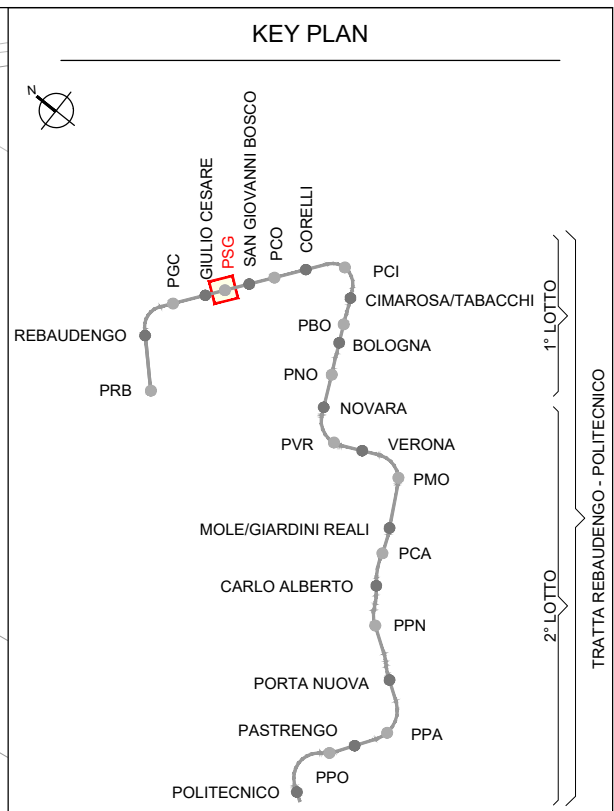 KEY PLAN
N
PGC
GIULIO CESARE
PSG
SAN GIOVANNI BOSCO
PCO
CORELLI
PCI
REBAUDENGO
CIMAROSA/TABACCHI
PBO
BOLOGNA
PNO
PRB
NOVARA
PVR
VERONA
PMO
MOLE/GIARDINI REALI
PCA
CARLO ALBERTO
PPN
PORTA NUOVA
PASTRENGO
PPA
PPO
POLITECNICO
1° LOTTO
2° LOTTO
TRATTA REBAUDENGO - POLITECNICO